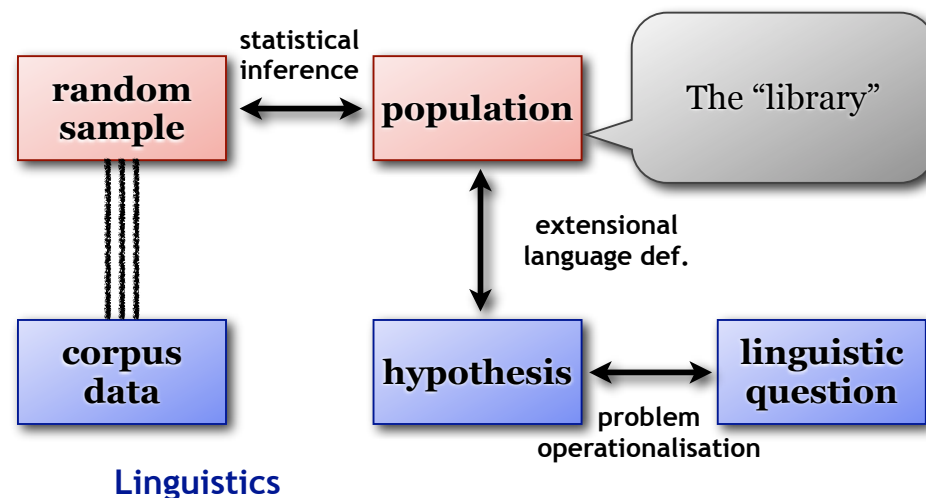 statistical
inference
random
sample
population
The “library”
extensional
language def.
corpus
data
hypothesis
linguistic
question
problem
operationalisation
Linguistics